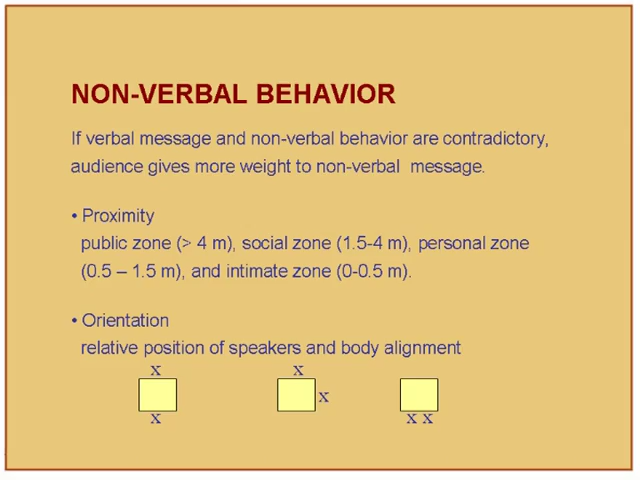 NON-VERBAL BEHAVIOR
If verbal message and non-verbal behavior are contradictory,
audience gives more weight to non-verbal message.
• Proximity
public zone (> 4 m), social zone (1.5-4 m), personal zone
(0.5 – 1.5 m), and intimate zone (0-0.5 m).
• Orientation
relative position of speakers and body alignment
x x
x
x x x